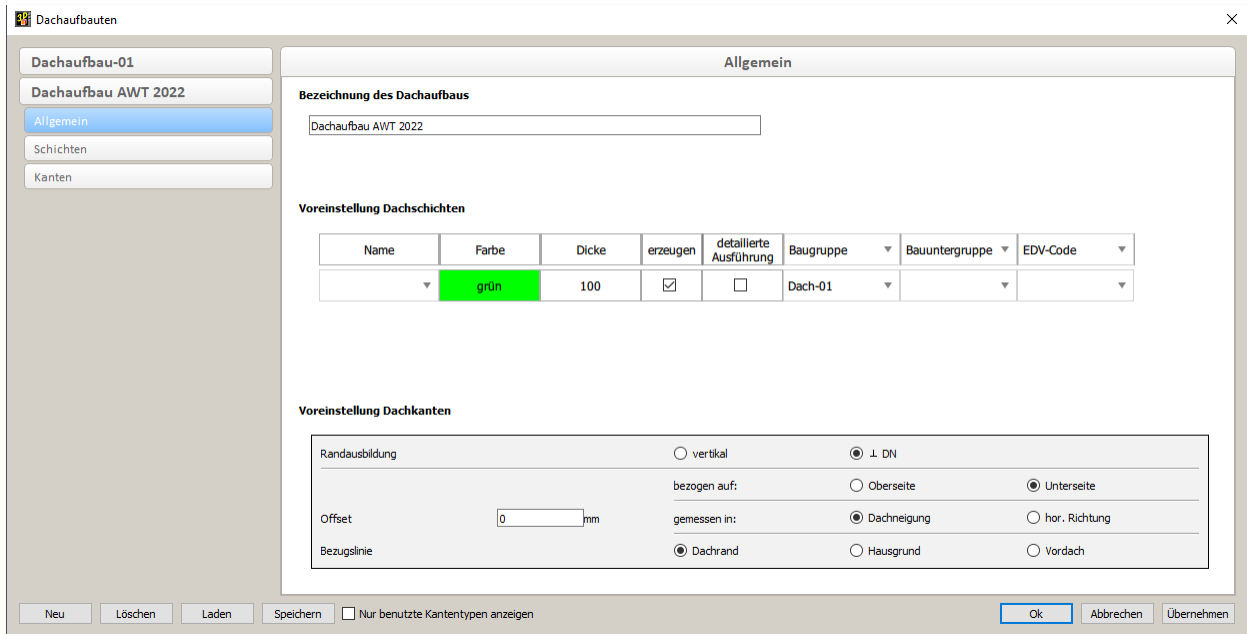 Dachaufbauten
Dachaufbau-01
Dachaufbau AWT 2022
Allgemein
Schichten
Kanten
Allgemein
Bezeichnung des Dachaufbaus
Dachaufbau AWT 2022
Voreinstellung Dachschichten
Name Farbe Dicke erzeugen detailierte Ausführung Baugruppe Bauuntergruppe EDV-Code
grün 100 Dach-01
Voreinstellung Dachkanten
Randausbildung vertikal ⊥ DN
bezogen auf: Oberseite Unterseite
Offset 0 mm gemessen in: Dachneigung hor. Richtung
Bezugslinie Dachrand Hausgrund Vordach
Neu Löschen Laden Speichern Nur benutzte Kantentypen anzeigen Ok Abbrechen Übernehmen